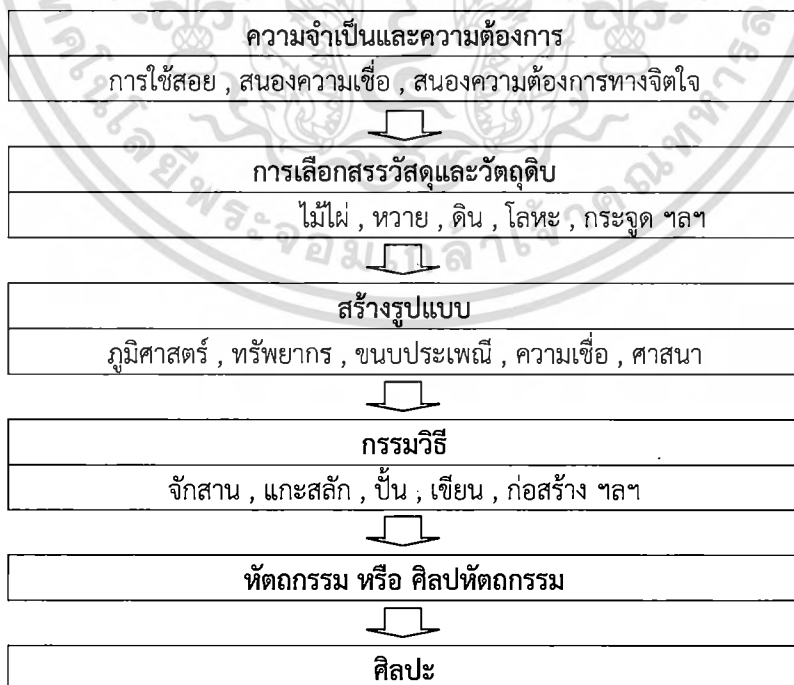 ความจำเป็นและความต้องการ
การใช้สอย , สนองความเชื่อ , สนองความต้องการทางจิตใจ
การเลือกสรรวัสดุและวัตถุดิบ
ไม้ไผ่ , หวาย , ดิน , โลหะ , กระจูด ฯลฯ
สร้างรูปแบบ
ภูมิศาสตร์ , ทรัพยากร , ขนบประเพณี , ความเชื่อ , ศาสนา
กรรมวิธี
จักสาน , แกะสลัก , ปั้น , เขียน , ก่อสร้าง ฯลฯ
หัตถกรรม หรือ ศิลปหัตถกรรม
ศิลปะ